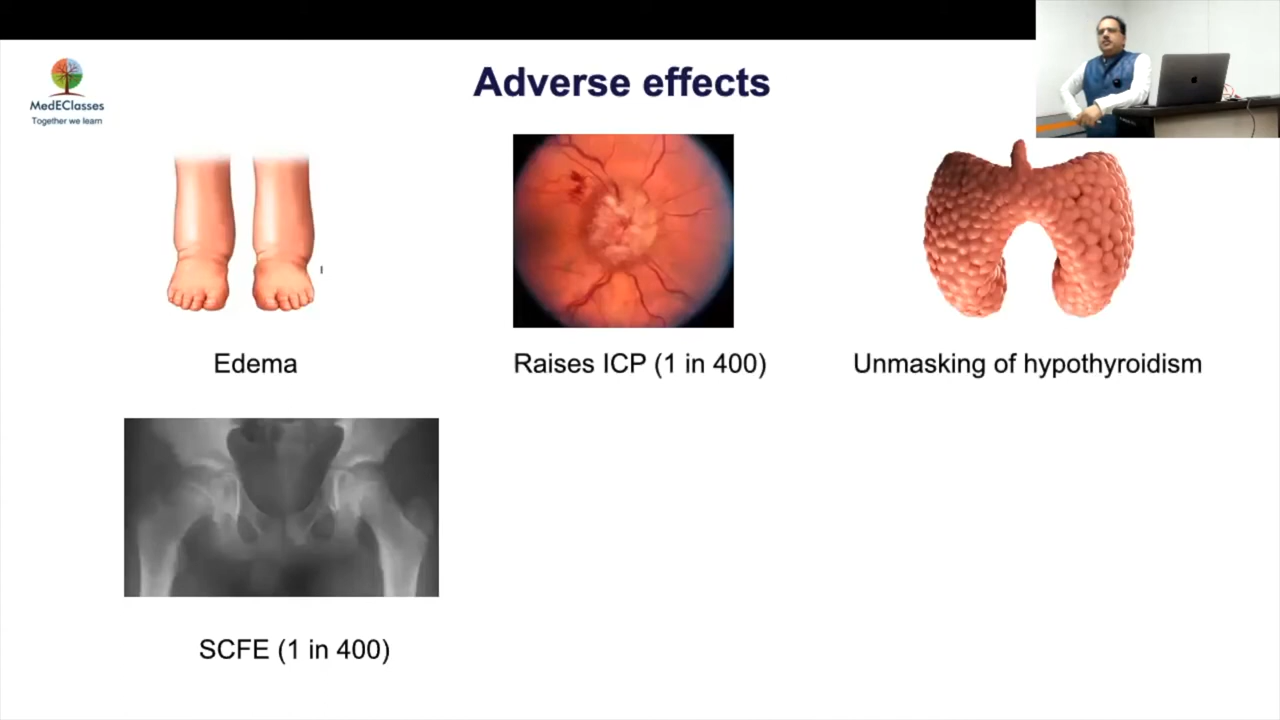 MedEClasses
Together we learn
Adverse effects
Edema
Raises ICP (1 in 400)
Unmasking of hypothyroidism
SCFE (1 in 400)